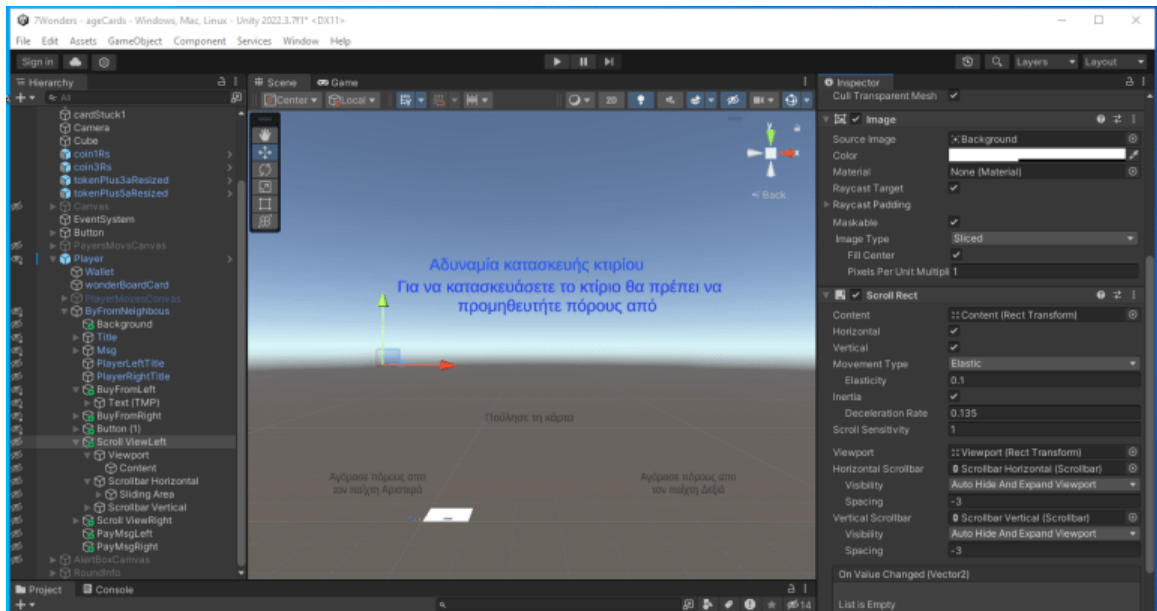 7Wonders - ageCards - Windows, Mac, Linux - Unity 2022.3.7f1* <DX11>
File Edit Assets GameObject Component Services Window Help
Sign in
Layers Layout
Hierarchy
All
cardStuck1
Camera
Cube
coin1Rs
coin3Rs
tokenPlus3aResized
tokenPlus5aResized
Canvas
EventSystem
Button
PayersMovsCanvas
Player
Wallet
wonderBoardCard
PlayerMovesConvas
ByFromNeighbous
Background
Title
Msg
PlayerLeftTitle
PlayerRightTitle
BuyFromLeft
Text (TMP)
BuyFromRight
Button (1)
Scroll ViewLeft
Viewport
Content
Scrollbar Horizontal
Sliding Area
Scrollbar Vertical
Scroll ViewRight
PayMsgLeft
PayMsgRight
AlertBoxCamvas
RoundInfo
Scene Game
Center Local 2D
Back
Αδυναμία κατασκευής κτιρίου
Για να κατασκευάσετε το κτίριο θα πρέπει να
προμηθευτήτε πόρους από
Πούλησε τη κάρτα
Αγόρασε πόρους απο
τον παίχτη Αριστερά
Αγόρασε πόρους απο
τον παίχτη Δεξιά
Inspector
Cull Transparent Mesh
Image
Source Image Background
Color
Material None (Material)
Raycast Target
Raycast Padding
Maskable
Image Type Sliced
Fill Center
Pixels Per Unit Multipli 1
Scroll Rect
Content Content (Rect Transform)
Horizontal
Vertical
Movement Type Elastic
Elasticity 0.1
Inertia
Deceleration Rate 0.135
Scroll Sensitivity 1
Viewport Viewport (Rect Transform)
Horizontal Scrollbar Scrollbar Horizontal (Scrollbar)
Visibility Auto Hide And Expand Viewport
Spacing -3
Vertical Scrollbar Scrollbar Vertical (Scrollbar)
Visibility Auto Hide And Expand Viewport
Spacing -3
On Value Changed (Vector2)
List is Empty
Project Console
14